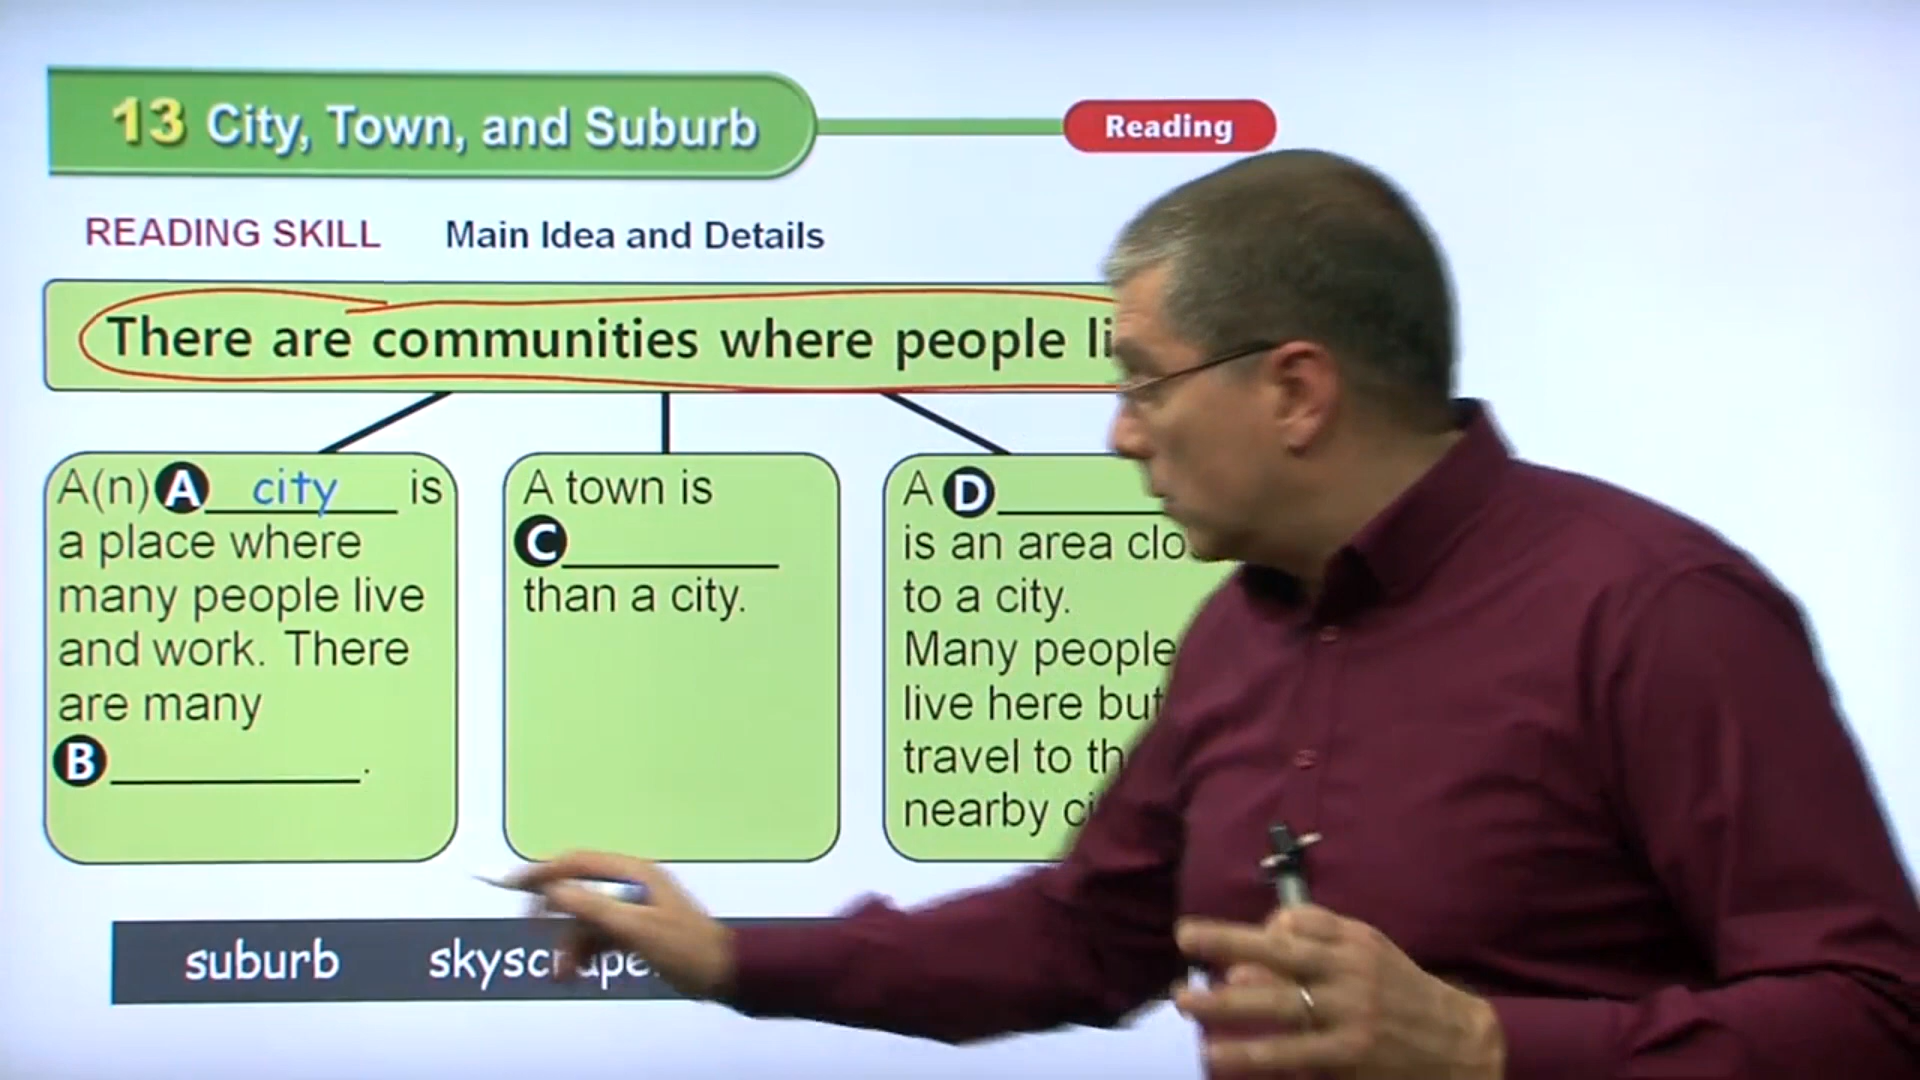 13 City, Town, and Suburb
Reading
READING SKILL Main Idea and Details
There are communities where people
A(n) A city is
a place where
many people live
and work. There
are many
B .
A town is
C
than a city.
A D
is an area
to a city.
Many people
live here but
travel to
nearby
suburb